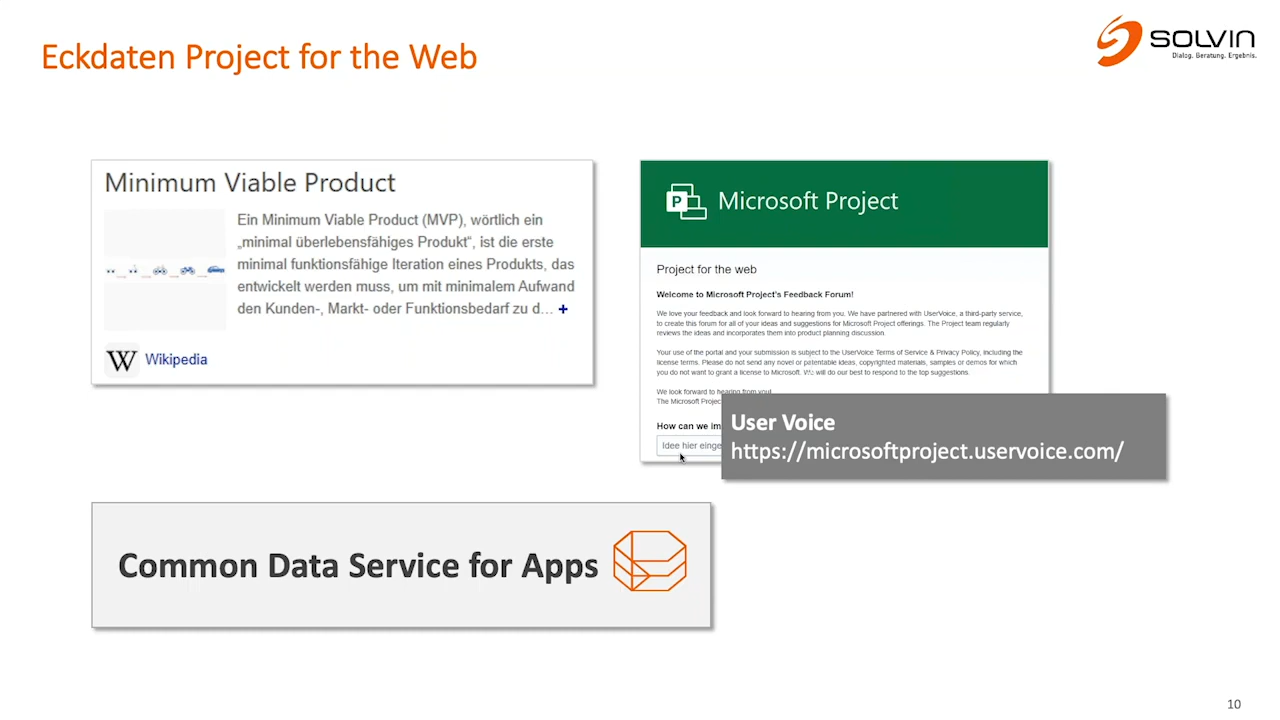 Eckdaten Project for the Web
SOLVIN
Dialog. Beratung. Ergebnis.
Minimum Viable Product
Ein Minimum Viable Product (MVP), wörtlich ein
„minimal überlebensfähiges Produkt“, ist die erste
minimal funktionsfähige Iteration eines Produkts, das
entwickelt werden muss, um mit minimalem Aufwand
den Kunden-, Markt- oder Funktionsbedarf zu d... +
W Wikipedia
P Microsoft Project
Project for the web
Welcome to Microsoft Project's Feedback Forum!
We love your feedback and look forward to hearing from you. We have partnered with UserVoice, a third-party service,
to create this forum for all of your ideas and suggestions for Microsoft Project offerings. The Project team regularly
reviews the ideas and incorporates them into product planning discussion.
Your use of the portal and your submission is subject to the UserVoice Terms of Service & Privacy Policy, including the
license terms. Please do not send any novel or patentable ideas, copyrighted materials, samples or demos for which
you do not want to grant a license to Microsoft. We will do our best to respond to the top suggestions.
We look forward to hearing from you!
The Microsoft Projec
How can we im
Idee hier einge
User Voice
https://microsoftproject.uservoice.com/
Common Data Service for Apps
10